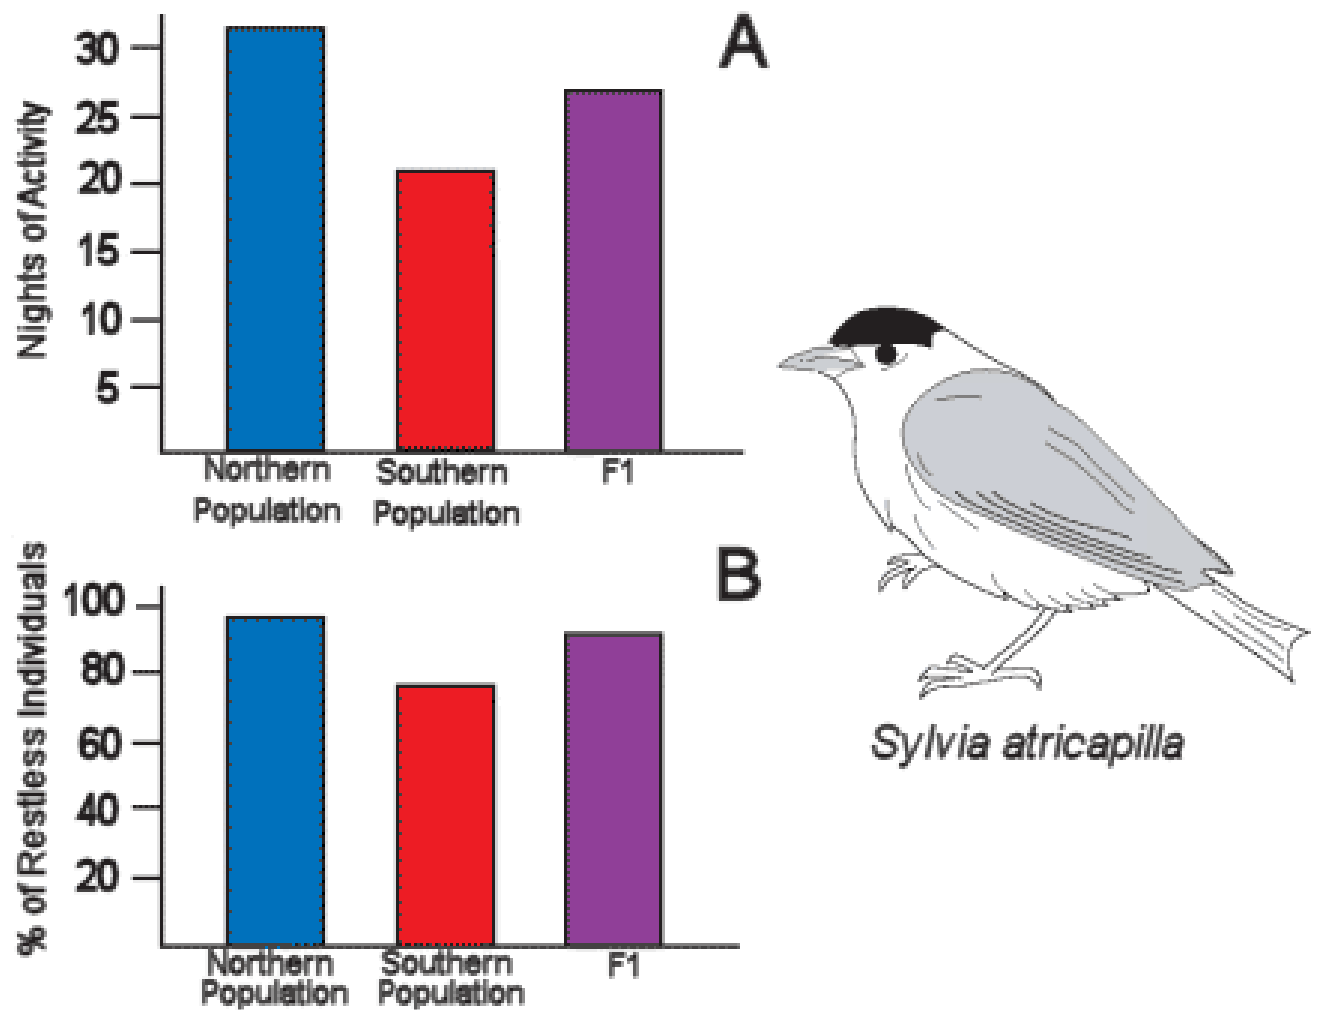 A
Nights of Activity
30
25
20
15
10
5
Northern
Population
Southern
Population
F1
B
% of Restless Individuals
100
80
60
40
20
Northern
Population
Southern
Population
F1
Sylvia atricapilla